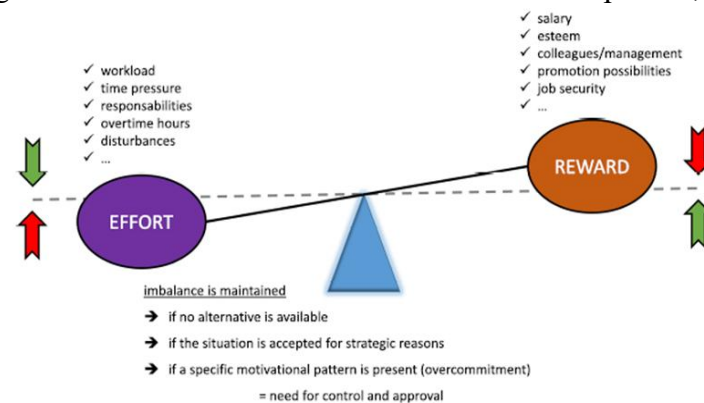 ✓ salary
✓ esteem
✓ colleagues/management
✓ promotion possibilities
✓ job security
✓ ...
✓ workload
✓ time pressure
✓ responsabilities
✓ overtime hours
✓ disturbances
✓ ...
REWARD
EFFORT
imbalance is maintained
➔ if no alternative is available
➔ if the situation is accepted for strategic reasons
➔ if a specific motivational pattern is present (overcommitment)
= need for control and approval